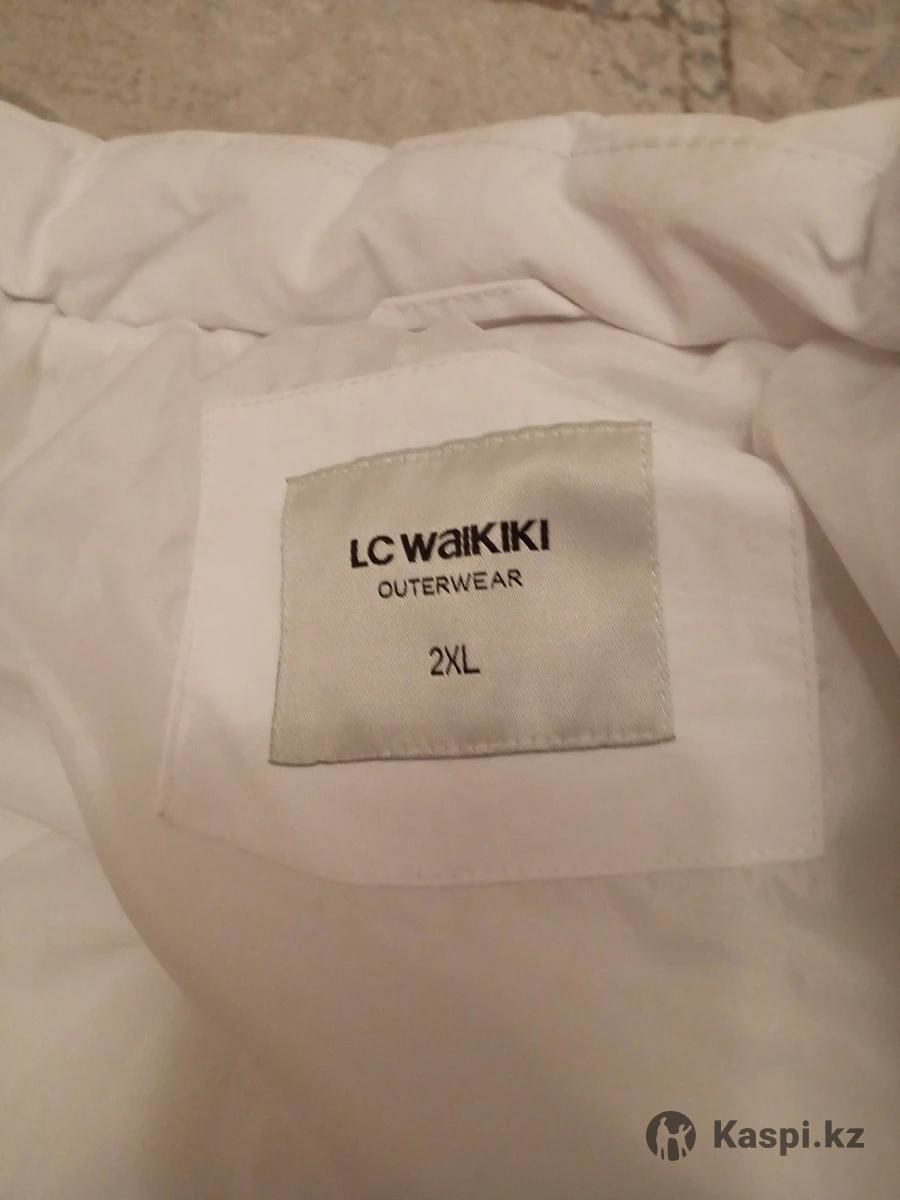 LC WaiKIKI
OUTERWEAR
2XL
Kaspi.kz